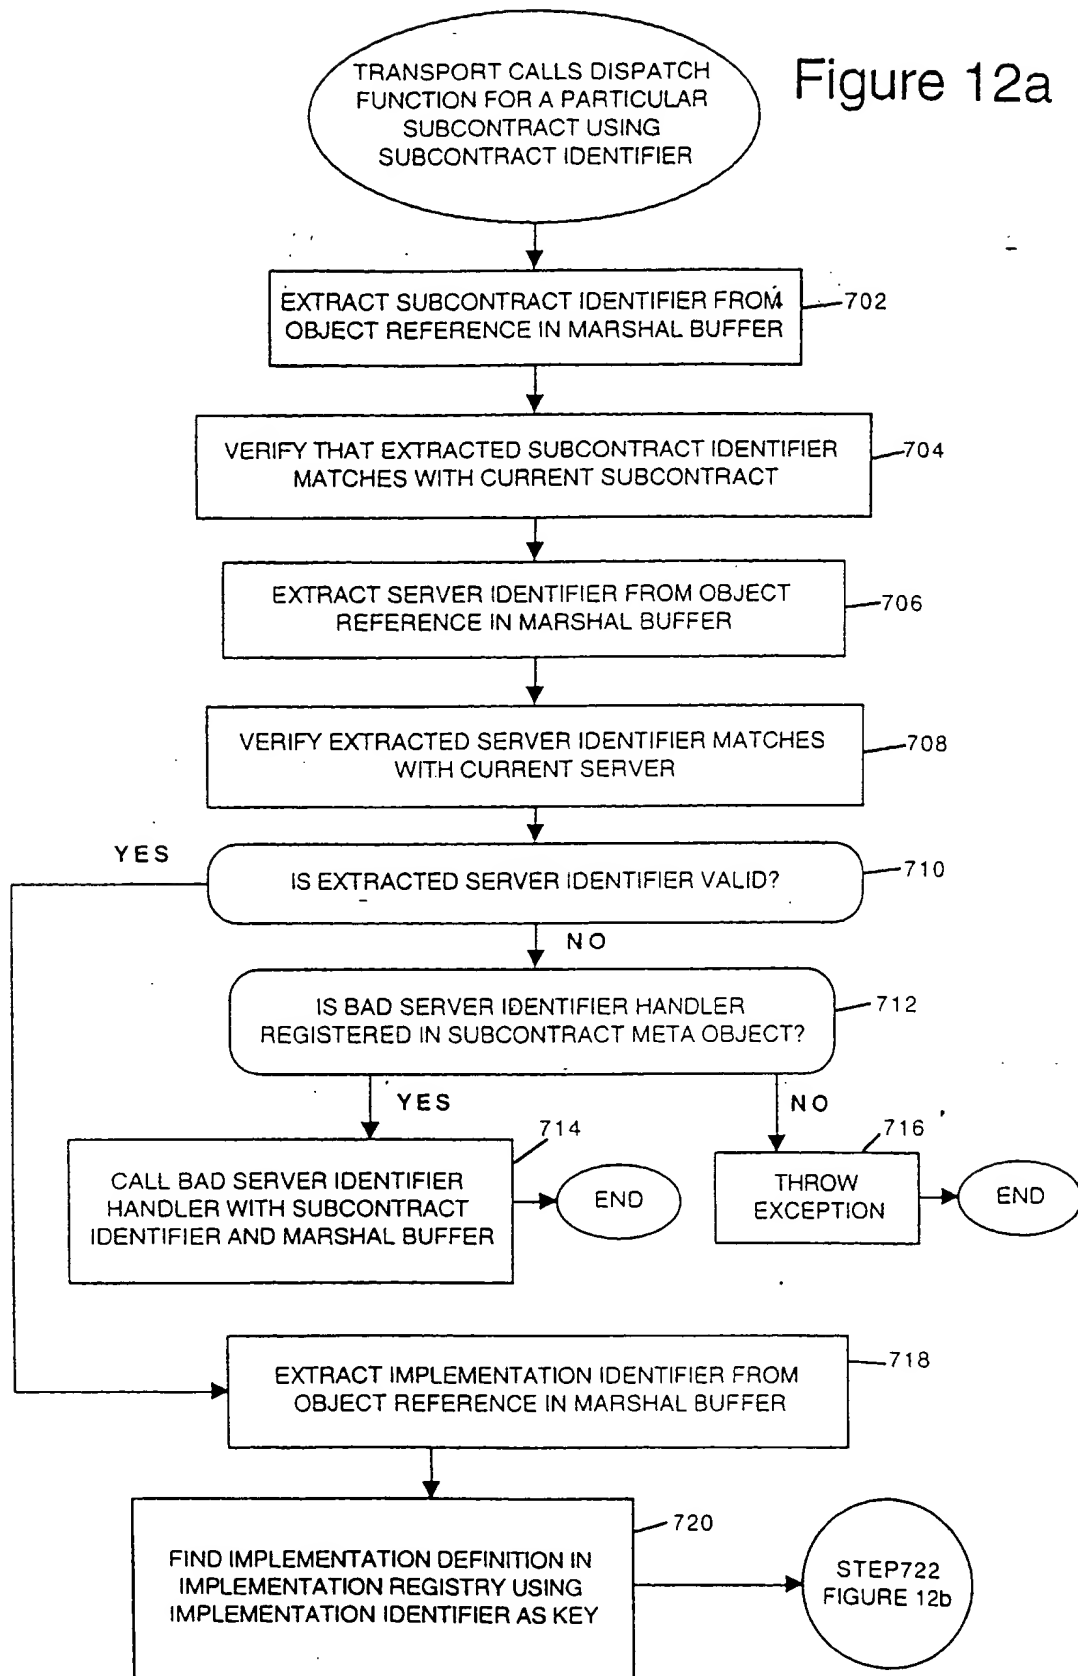 Figure 12a
TRANSPORT CALLS DISPATCH
FUNCTION FOR A PARTICULAR
SUBCONTRACT USING
SUBCONTRACT IDENTIFIER
EXTRACT SUBCONTRACT IDENTIFIER FROM
OBJECT REFERENCE IN MARSHAL BUFFER
702
VERIFY THAT EXTRACTED SUBCONTRACT IDENTIFIER
MATCHES WITH CURRENT SUBCONTRACT
704
EXTRACT SERVER IDENTIFIER FROM OBJECT
REFERENCE IN MARSHAL BUFFER
706
VERIFY EXTRACTED SERVER IDENTIFIER MATCHES
WITH CURRENT SERVER
708
YES
IS EXTRACTED SERVER IDENTIFIER VALID?
710
NO
IS BAD SERVER IDENTIFIER HANDLER
REGISTERED IN SUBCONTRACT META OBJECT?
712
YES
NO
714
CALL BAD SERVER IDENTIFIER
HANDLER WITH SUBCONTRACT
IDENTIFIER AND MARSHAL BUFFER
END
716
THROW
EXCEPTION
END
EXTRACT IMPLEMENTATION IDENTIFIER FROM
OBJECT REFERENCE IN MARSHAL BUFFER
718
FIND IMPLEMENTATION DEFINITION IN
IMPLEMENTATION REGISTRY USING
IMPLEMENTATION IDENTIFIER AS KEY
720
STEP722
FIGURE 12b